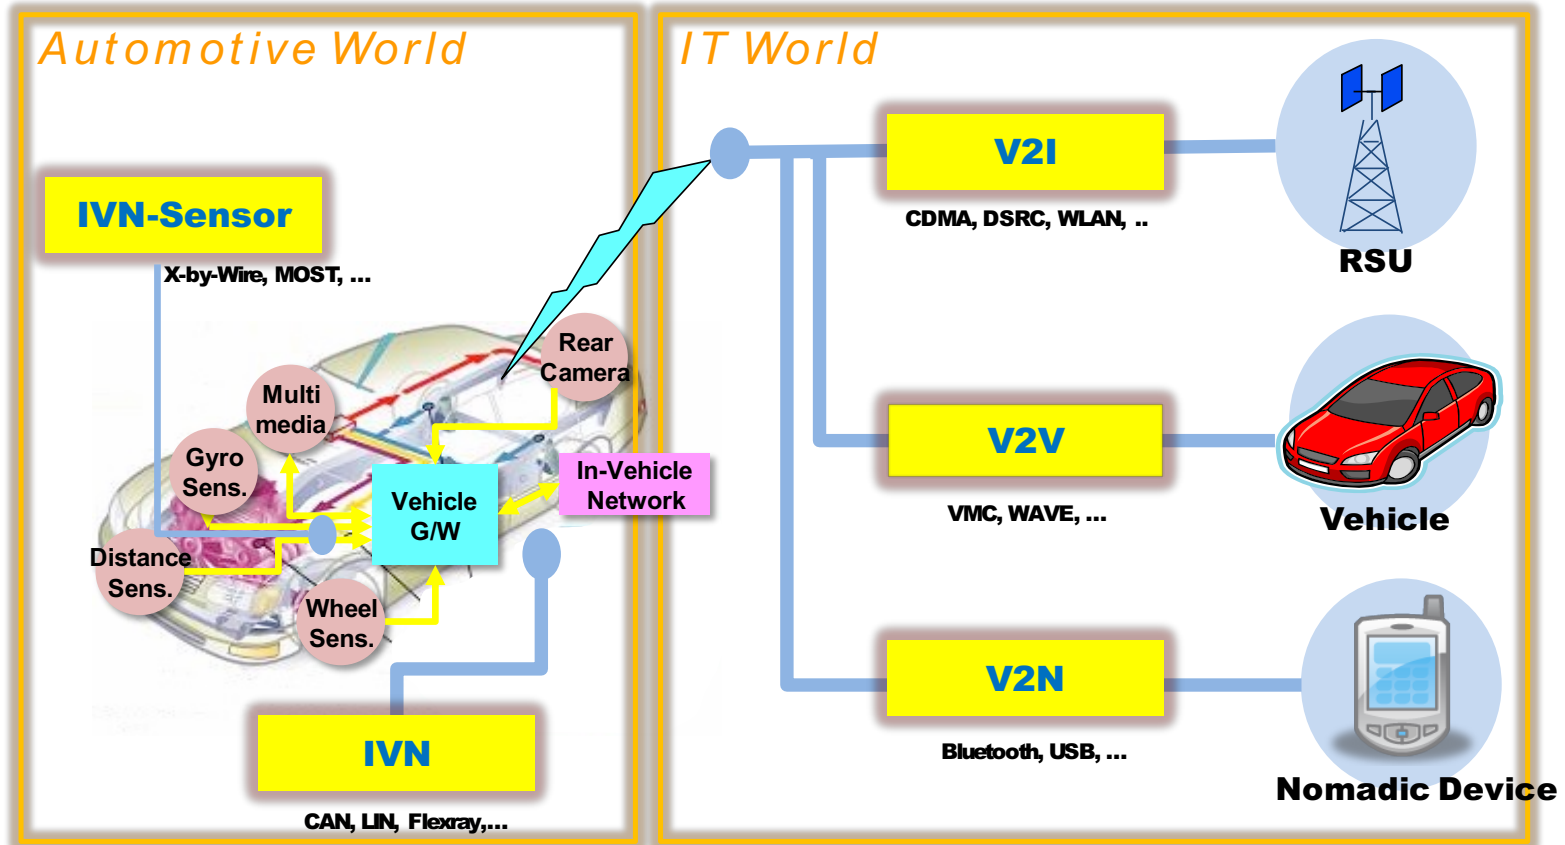 Automotive World
IVN-Sensor
X-by-Wire, MOST, ...
Rear
Camera
Multi
media
Gyro
Sens.
Distance
Sens.
Wheel
Sens.
Vehicle
G/W
In-Vehicle
Network
IVN
CAN, LIN, Flexray,...
IT World
V2I
CDMA, DSRC, WLAN, ..
RSU
V2V
VMC, WAVE, ...
Vehicle
V2N
Bluetooth, USB, ...
Nomadic Device